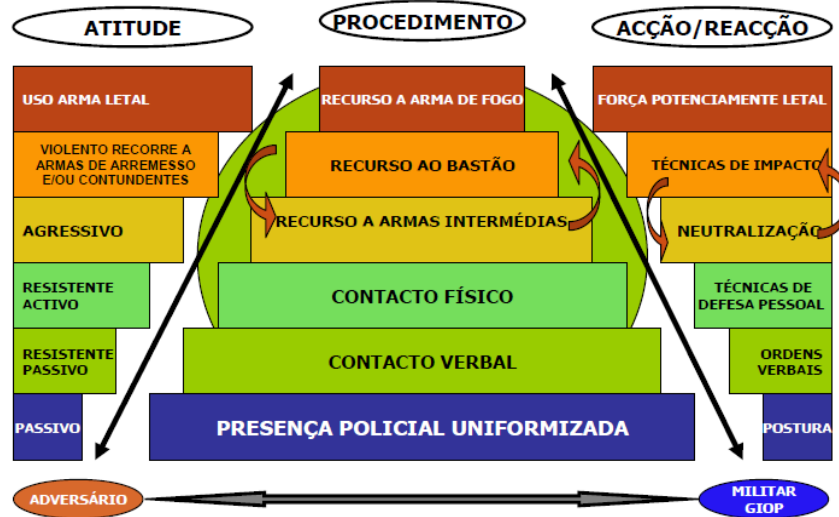 ATITUDE
PROCEDIMENTO
ACÇÃO/REACÇÃO
USO ARMA LETAL
RECURSO A ARMA DE FOGO
FORÇA POTENCIAMENTE LETAL
VIOLENTO RECORRE A
ARMAS DE ARREMESSO
E/OU CONTUNDENTES
RECURSO AO BASTÃO
TÉCNICAS DE IMPACTO
AGRESSIVO
RECURSO A ARMAS INTERMÉDIAS
NEUTRALIZAÇÃO
RESISTENTE
ACTIVO
CONTACTO FÍSICO
TÉCNICAS DE
DEFESA PESSOAL
RESISTENTE
PASSIVO
CONTACTO VERBAL
ORDENS
VERBAIS
PASSIVO
PRESENÇA POLICIAL UNIFORMIZADA
POSTURA
ADVERSÁRIO
MILITAR
GIOP